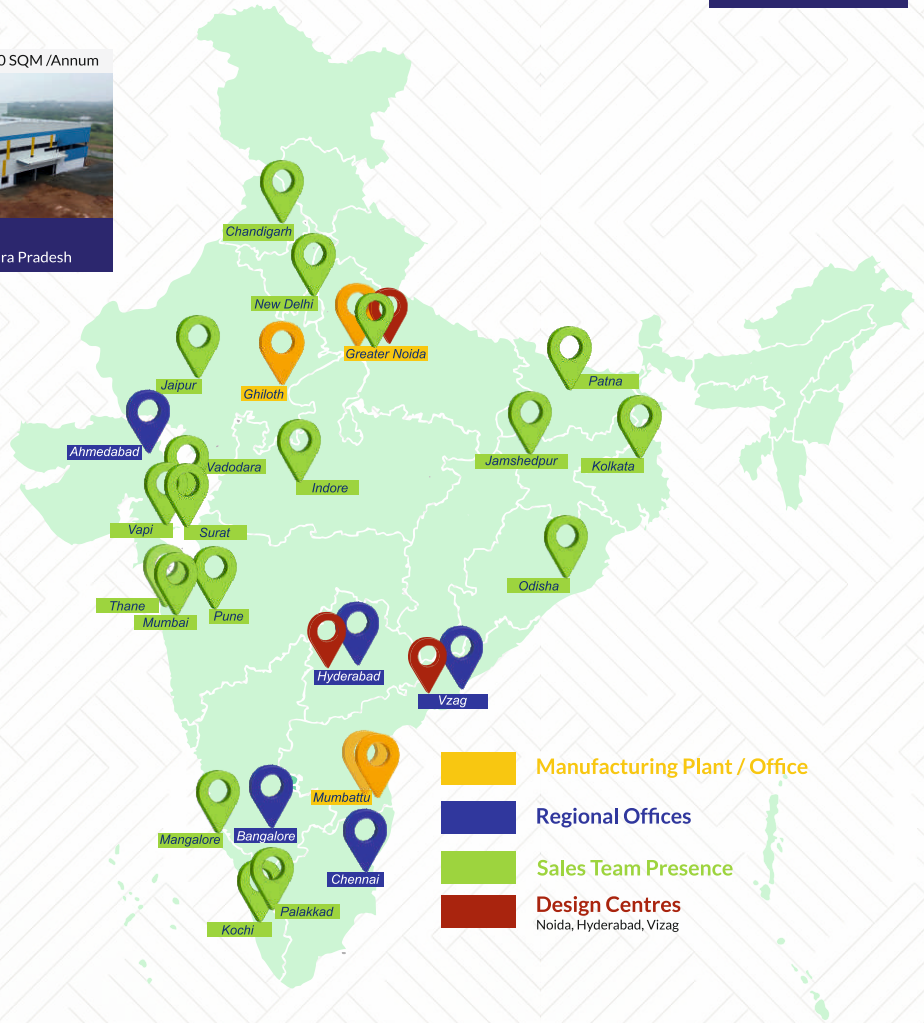 0 SQM /Annum
ra Pradesh
Chandigarh
New Delhi
Greater Noida
Jaipur
Ghiloth
Patna
Ahmedabad
Vadodara
Jamshedpur
Kolkata
Indore
Vapi
Surat
Odisha
Thane
Pune
Mumbai
Hyderabad
Vzag
Mumbattu
Mangalore
Bangalore
Chennai
Palakkad
Kochi
Manufacturing Plant / Office
Regional Offices
Sales Team Presence
Design Centres
Noida, Hyderabad, Vizag